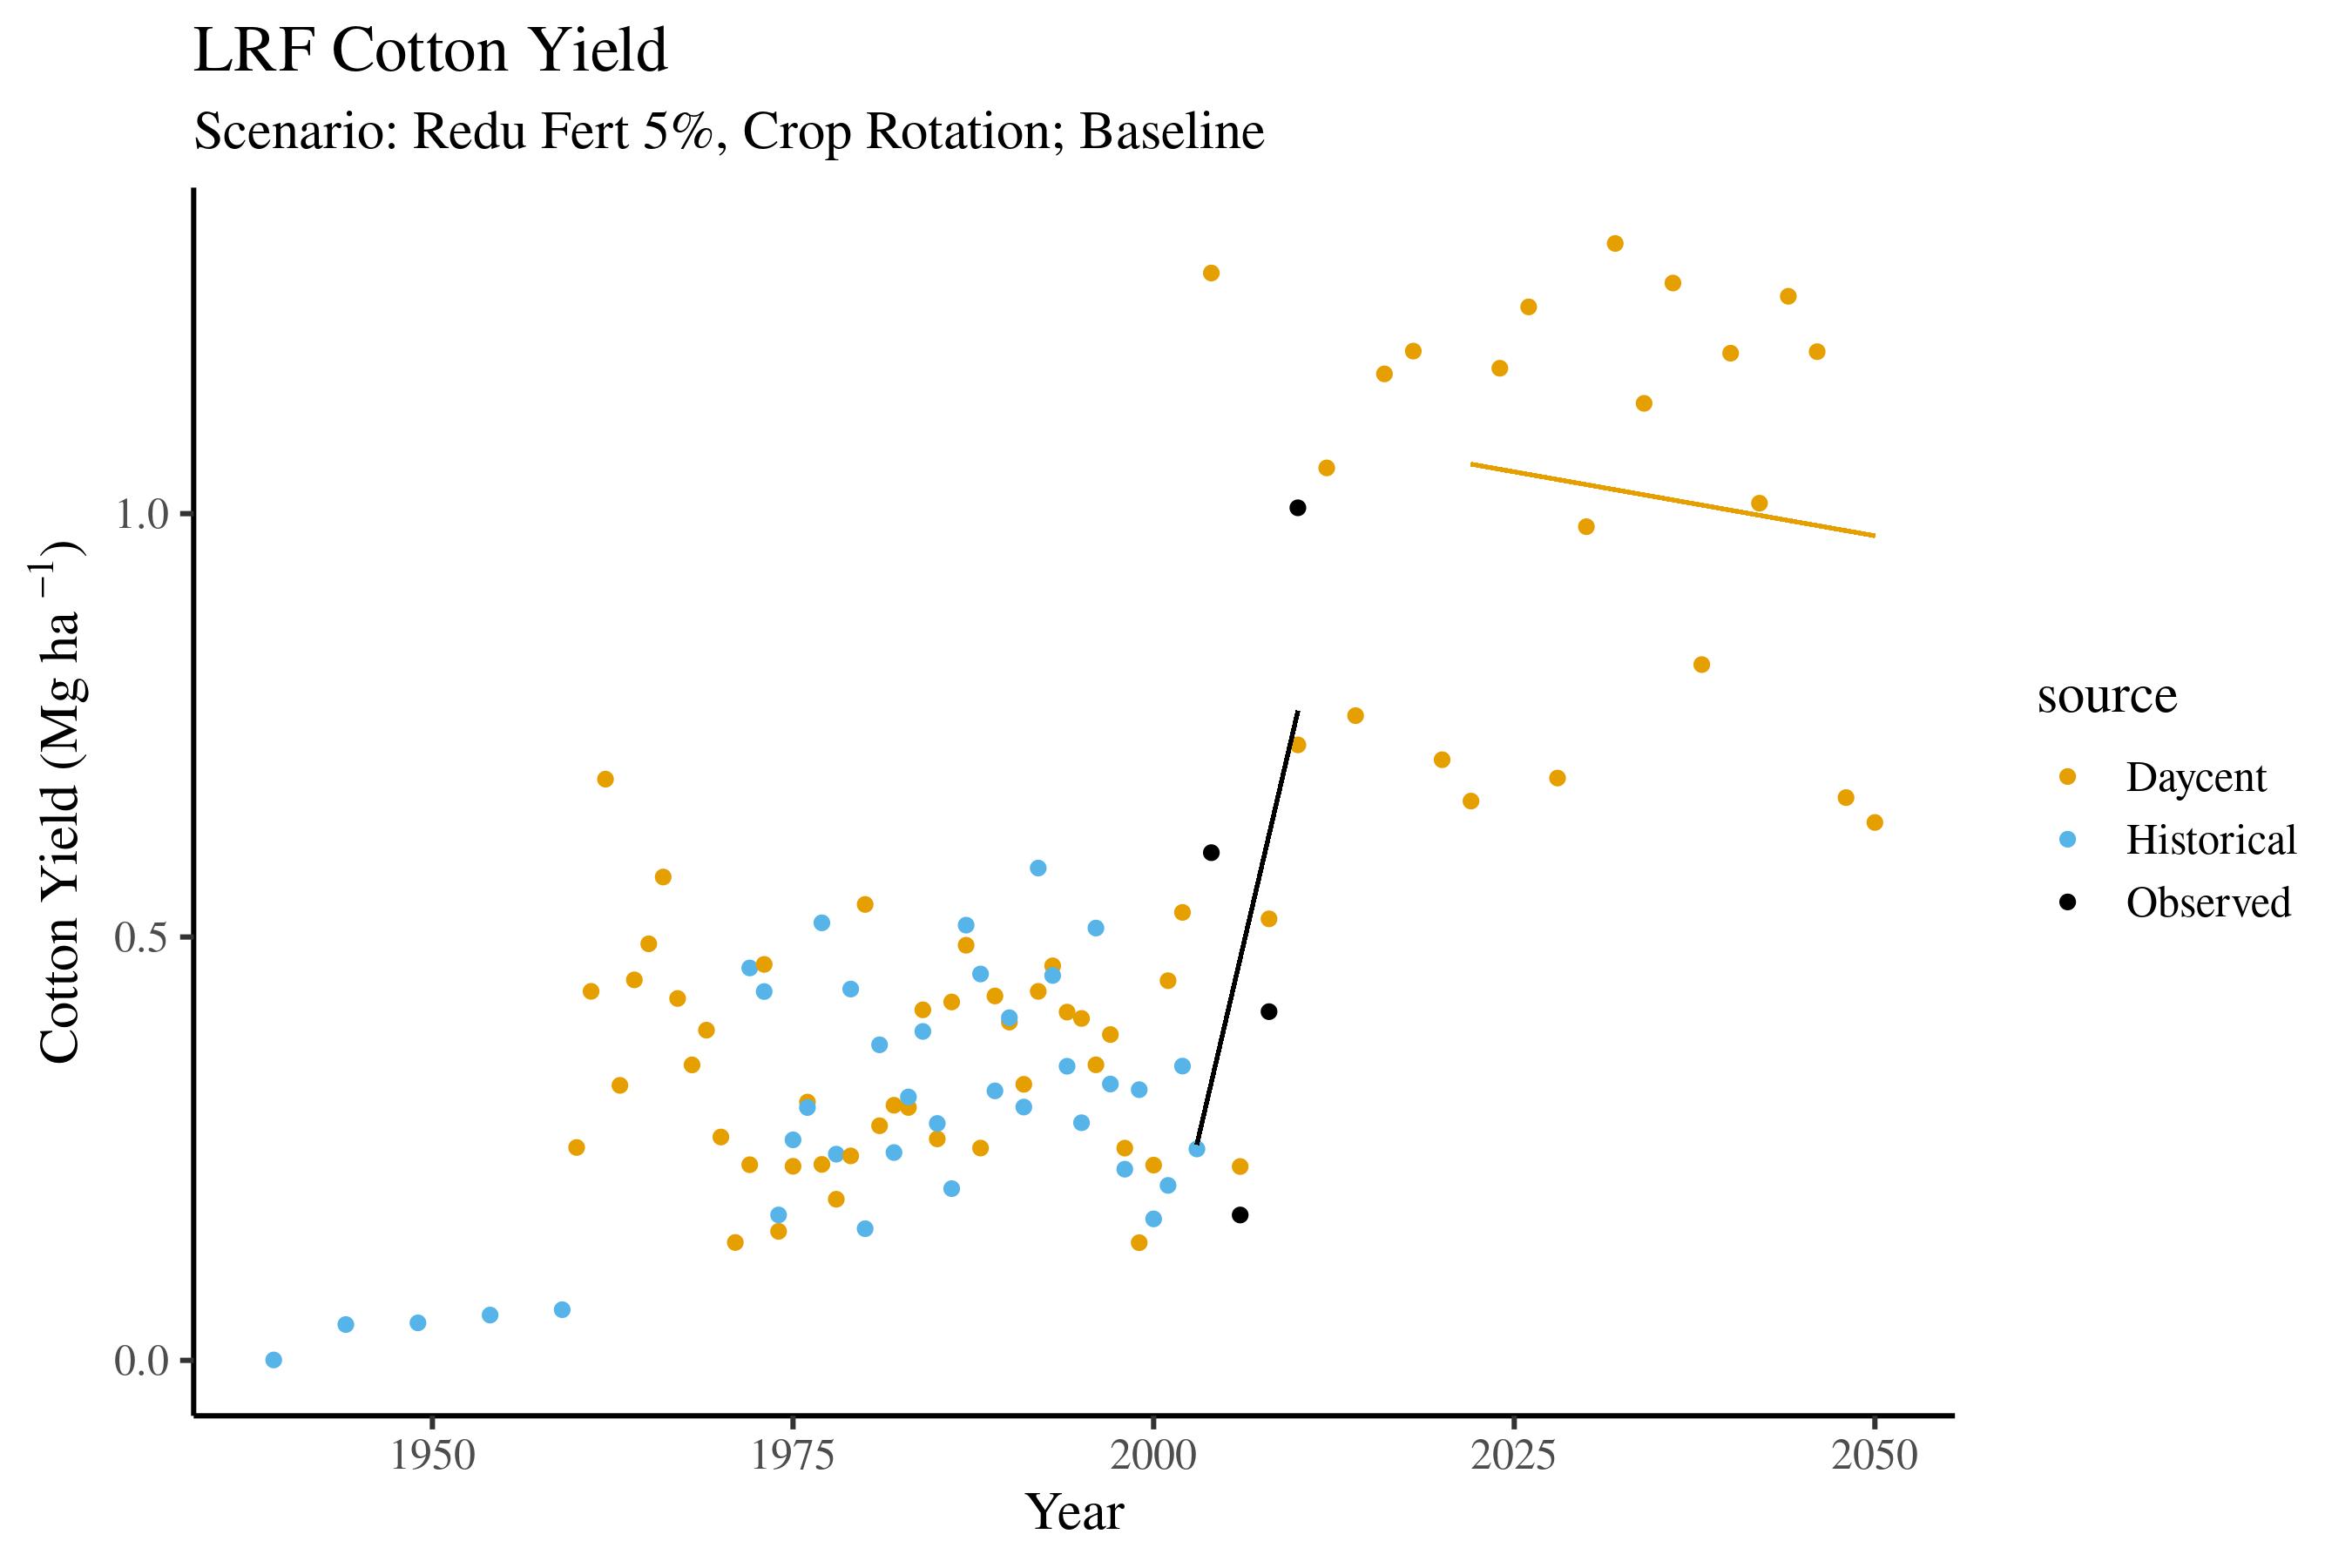 LRF Cotton Yield
Scenario: Redu Fert 5%, Crop Rotation; Baseline
Cotton Yield (Mg ha −1)
1.0
0.5
0.0
1950 1975 2000 2025 2050
Year
source
Daycent
Historical
Observed